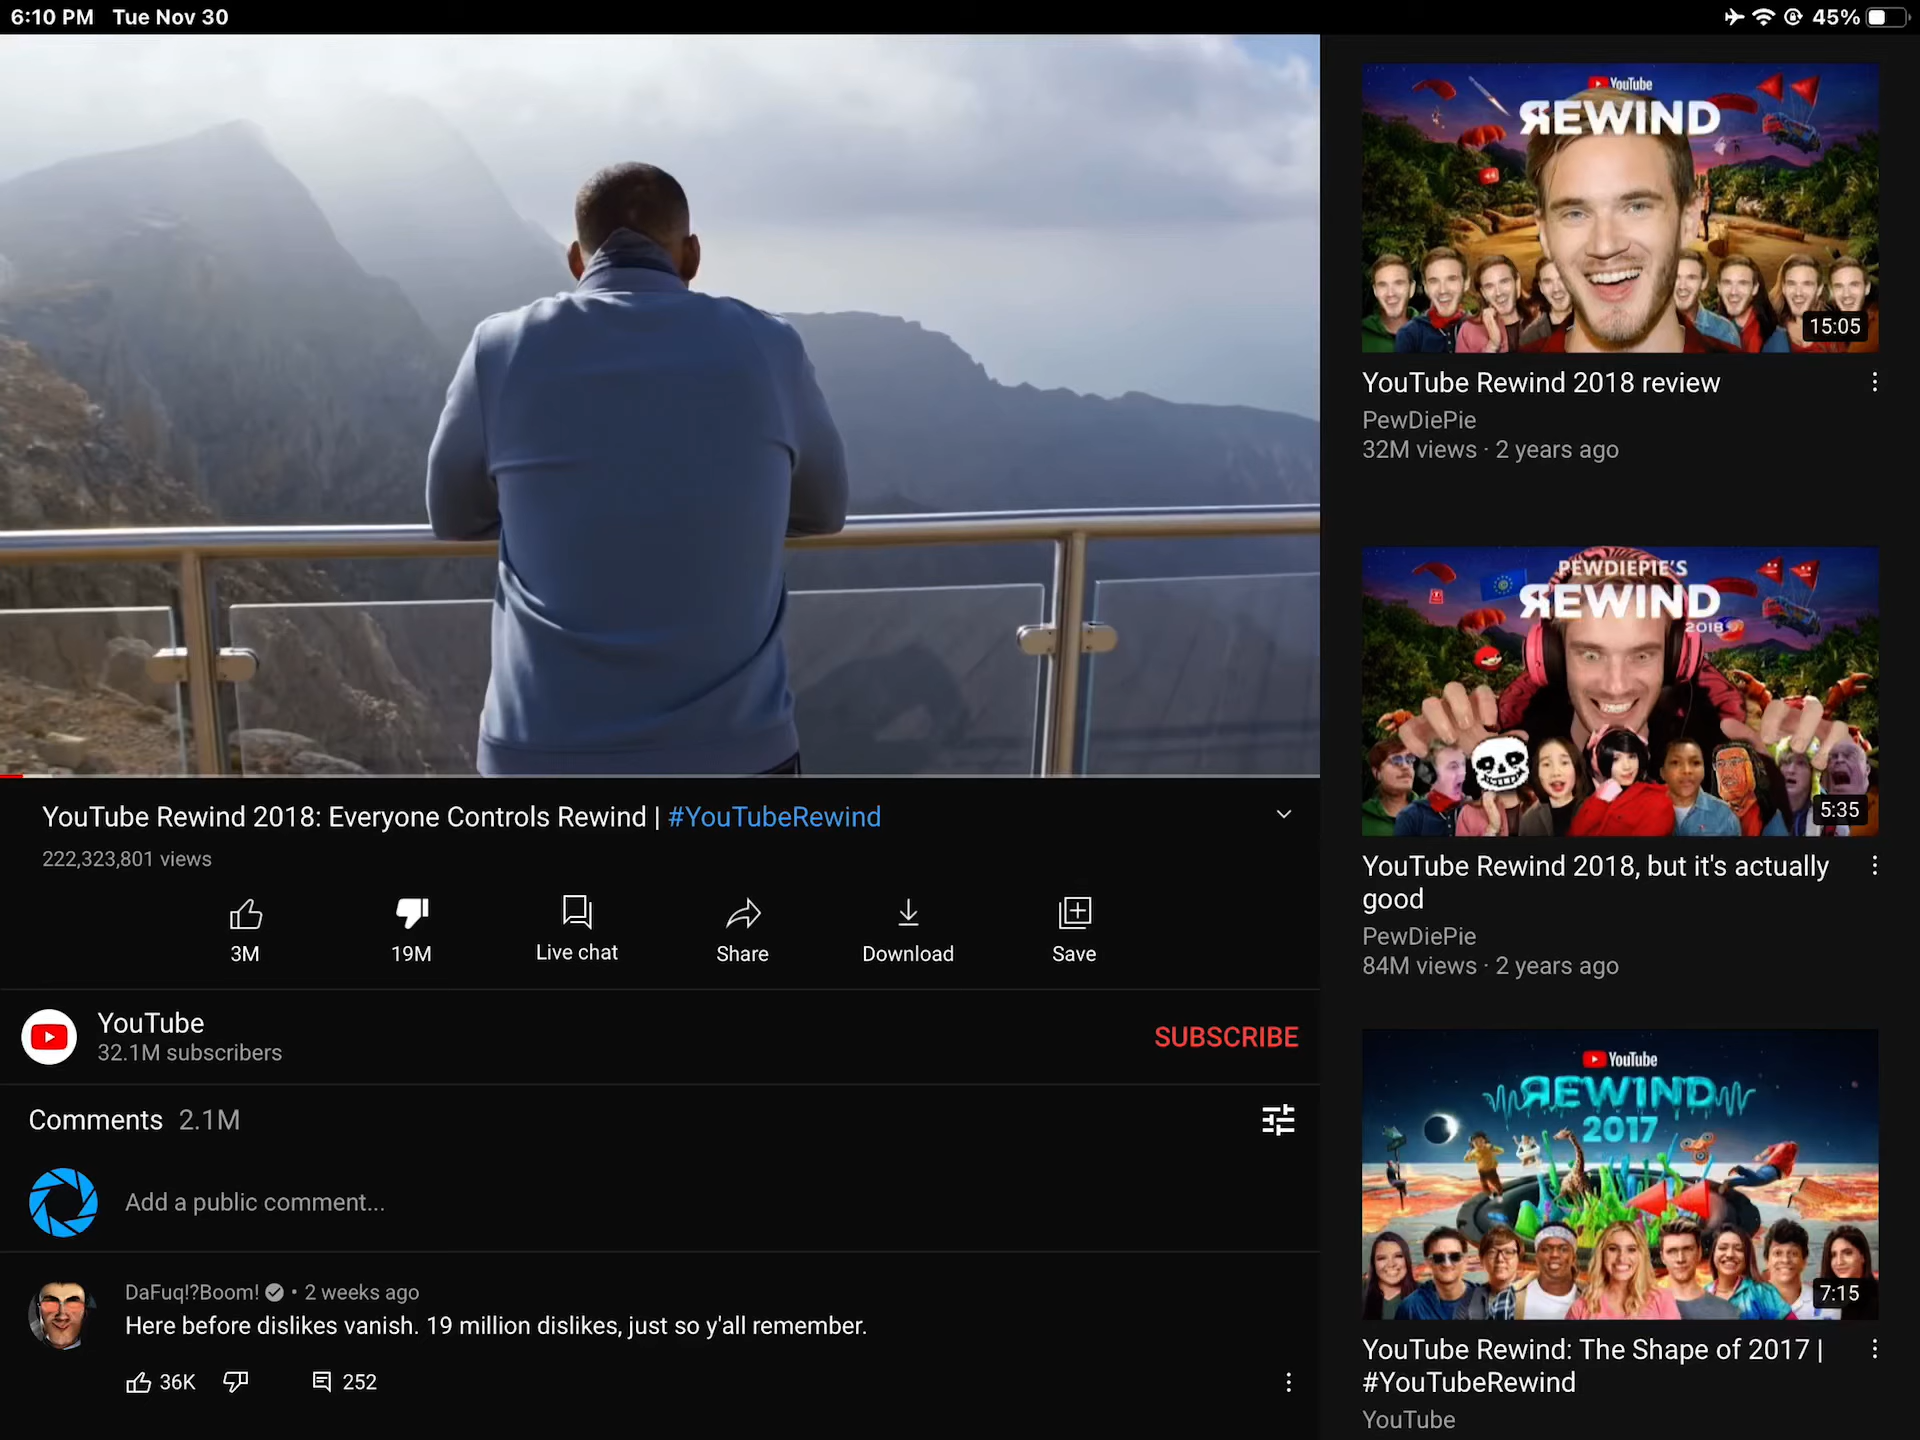 6:10 PM Tue Nov 30
45%
YouTube Rewind 2018: Everyone Controls Rewind | #YouTubeRewind
222,323,801 views
3M
19M
Live chat
Share
Download
Save
YouTube
32.1M subscribers
SUBSCRIBE
Comments 2.1M
Add a public comment...
DaFuq!?Boom! • 2 weeks ago
Here before dislikes vanish. 19 million dislikes, just so y'all remember.
36K
252
YouTube
REWIND
15:05
YouTube Rewind 2018 review
PewDiePie
32M views · 2 years ago
PEWDIEPIE'S
REWIND
2018
5:35
YouTube Rewind 2018, but it's actually
good
PewDiePie
84M views · 2 years ago
YouTube
REWIND
2017
7:15
YouTube Rewind: The Shape of 2017 |
#YouTubeRewind
YouTube